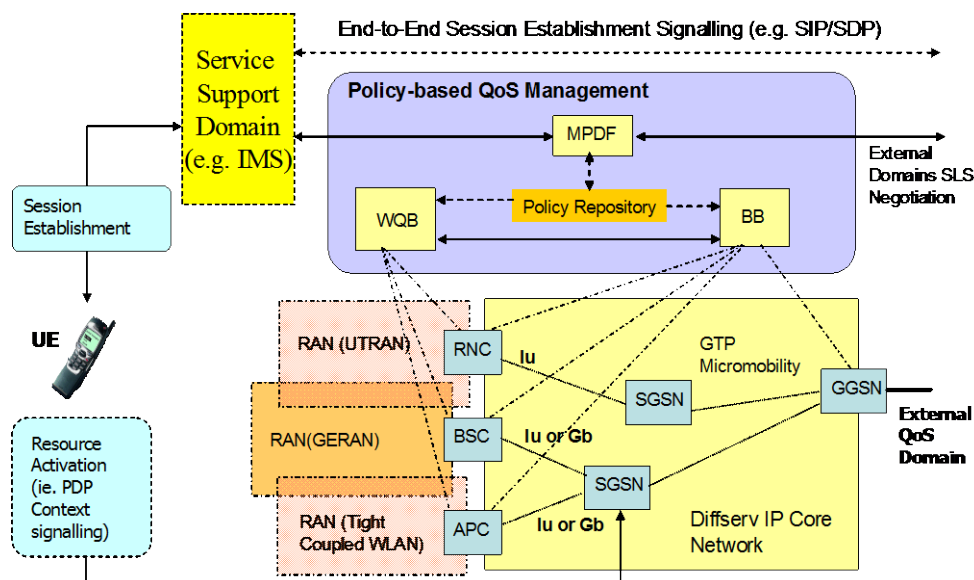 End-to-End Session Establishment Signalling (e.g. SIP/SDP)
Service
Support
Domain
(e.g. IMS)
Policy-based QoS Management
MPDF
External
Domains SLS
Negotiation
Policy Repository
WQB
BB
Session
Establishment
UE
RAN (UTRAN)
RNC
Iu
GTP
Micromobility
SGSN
GGSN
External
QoS
Domain
RAN(GERAN)
BSC
Iu or Gb
SGSN
Resource
Activation
(ie. PDP
Context
signalling)
RAN (Tight
Coupled WLAN)
APC
Iu or Gb
Diffserv IP Core
Network